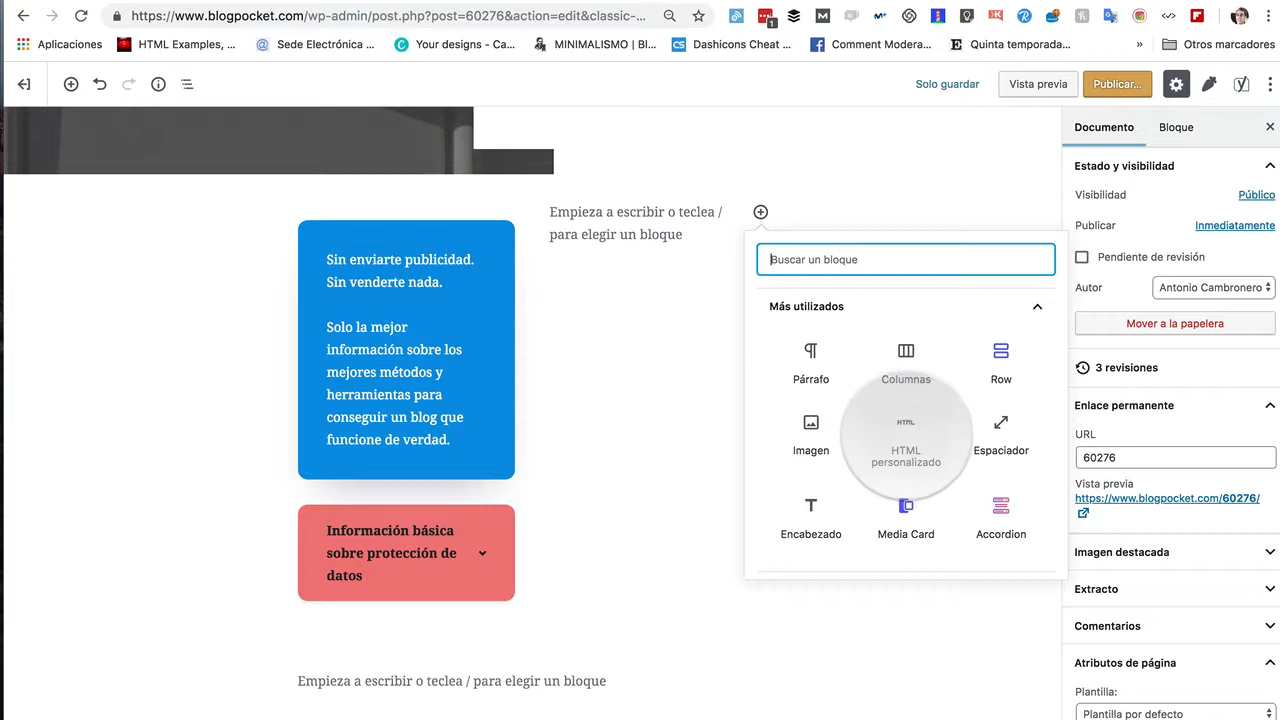 https://www.blogpocket.com/wp-admin/post.php?post=60276&action=edit&classic-...
1
Aplicaciones
HTML Examples, ...
Sede Electrónica ...
Your designs - Ca...
MINIMALISMO | Bl...
CS
Dashicons Cheat ...
Comment Modera...
Quinta temporada...
»
Otros marcadores
Solo guardar
Vista previa
Publicar...
Documento
Bloque
Estado y visibilidad
Visibilidad
Público
Publicar
Inmediatamente
Pendiente de revisión
Autor
Antonio Cambronero
Mover a la papelera
3 revisiones
Enlace permanente
URL
60276
Vista previa
https://www.blogpocket.com/60276/
Imagen destacada
Extracto
Comentarios
Atributos de página
Plantilla:
Plantilla por defecto
Sin enviarte publicidad.
Sin venderte nada.
Solo la mejor
información sobre los
mejores métodos y
herramientas para
conseguir un blog que
funcione de verdad.
Información básica
sobre protección de
datos
Empieza a escribir o teclea /
para elegir un bloque
Buscar un bloque
Más utilizados
Párrafo
Columnas
Row
Imagen
HTML
HTML
personalizado
Espaciador
Encabezado
Media Card
Accordion
Empieza a escribir o teclea / para elegir un bloque